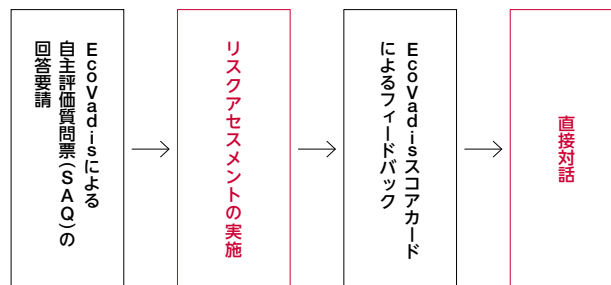 EcoVadisによる
自主評価質問票(SAQ)の
回答要請
リスクアセスメントの実施
EcoVadisスコアカード
によるフィードバック
直接対話